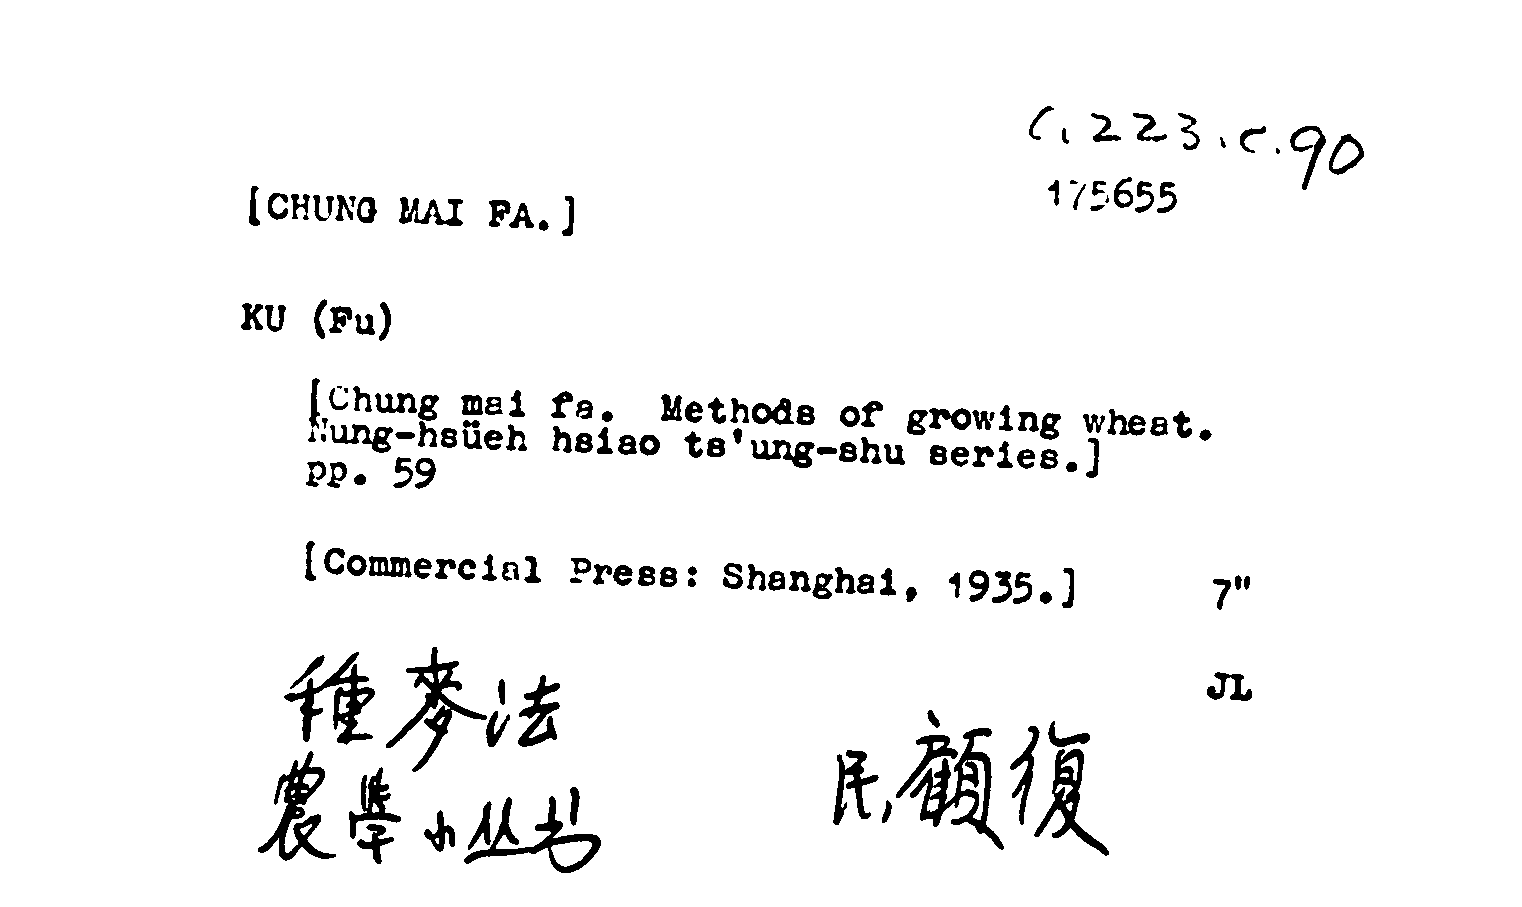 C.223.c.90
175655
[CHUNG MAI FA.]
KU (Fu)
[Chung mai fa. Methods of growing wheat.
Nung-hsüeh hsiao ts'ung-shu series.]
pp. 59
[Commercial Press: Shanghai, 1935.] 7"
JL
種麥法
民,顧復
農學小丛书